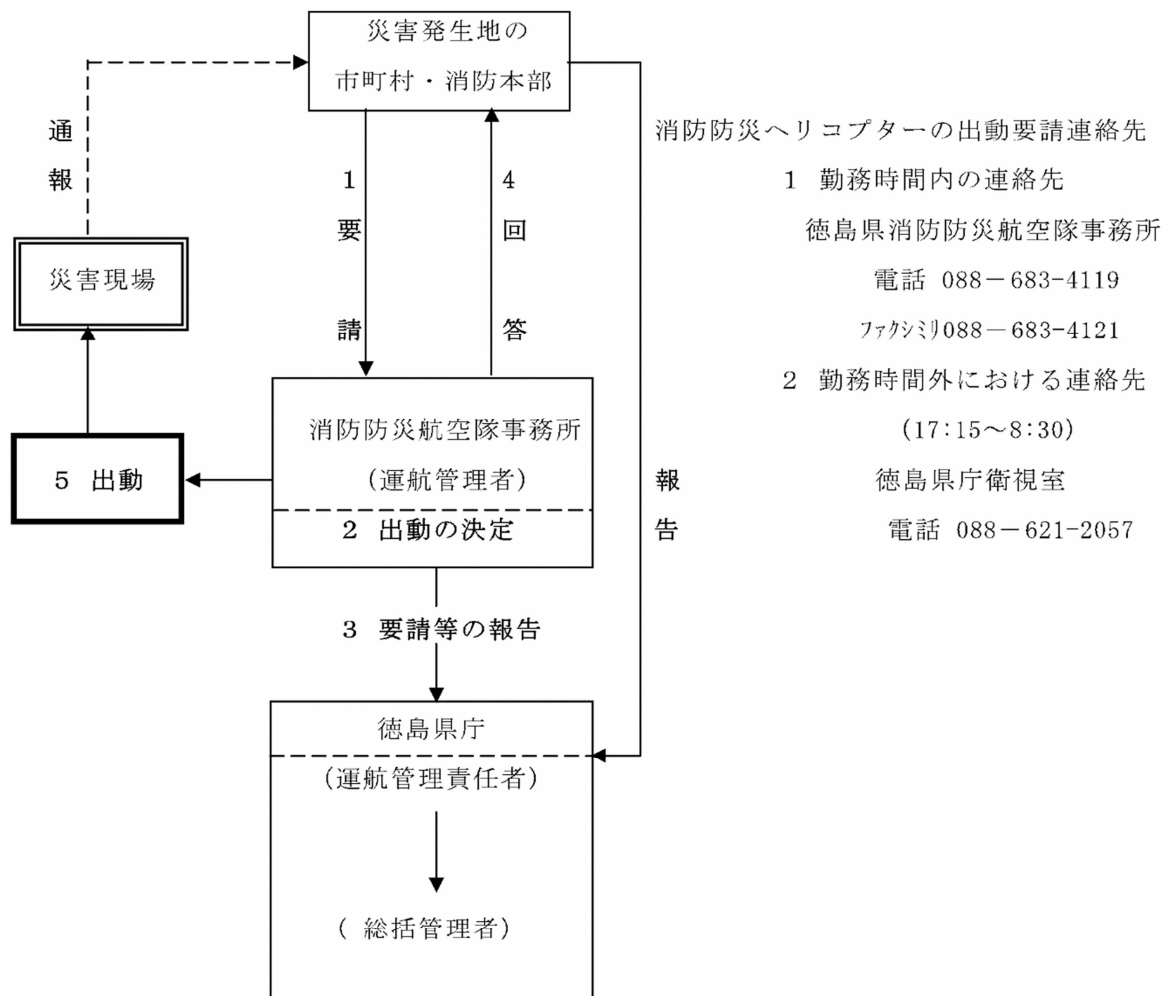 災害発生地の
市町村・消防本部
通報
1 要請
4 回答
消防防災ヘリコプターの出動要請連絡先
1 勤務時間内の連絡先
徳島県消防防災航空隊事務所
電話 088－683-4119
ﾌｧｸｼﾐﾘ088－683-4121
2 勤務時間外における連絡先
(17:15～8:30)
徳島県庁衛視室
電話 088－621-2057
災害現場
消防防災航空隊事務所
(運航管理者)
2 出動の決定
5 出動
報告
3 要請等の報告
徳島県庁
(運航管理責任者)
( 総括管理者)